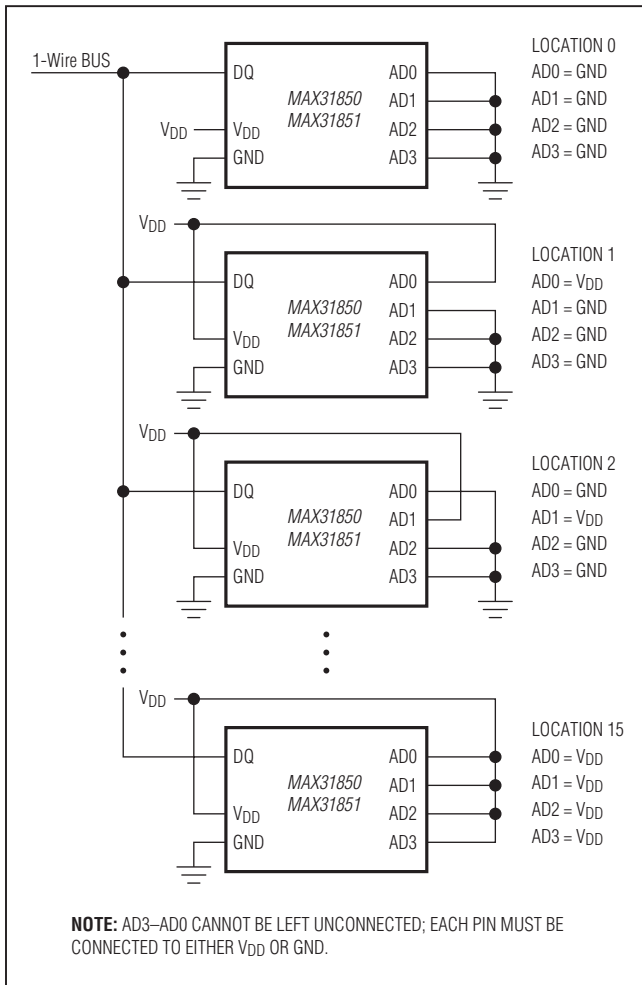 1-Wire BUS
DQ
VDD
VDD
GND
MAX31850
MAX31851
AD0
AD1
AD2
AD3
LOCATION 0
AD0 = GND
AD1 = GND
AD2 = GND
AD3 = GND
VDD
DQ
VDD
GND
MAX31850
MAX31851
AD0
AD1
AD2
AD3
LOCATION 1
AD0 = VDD
AD1 = GND
AD2 = GND
AD3 = GND
VDD
DQ
VDD
GND
MAX31850
MAX31851
AD0
AD1
AD2
AD3
LOCATION 2
AD0 = GND
AD1 = VDD
AD2 = GND
AD3 = GND
VDD
DQ
VDD
GND
MAX31850
MAX31851
AD0
AD1
AD2
AD3
LOCATION 15
AD0 = VDD
AD1 = VDD
AD2 = VDD
AD3 = VDD
NOTE: AD3–AD0 CANNOT BE LEFT UNCONNECTED; EACH PIN MUST BE
CONNECTED TO EITHER VDD OR GND.